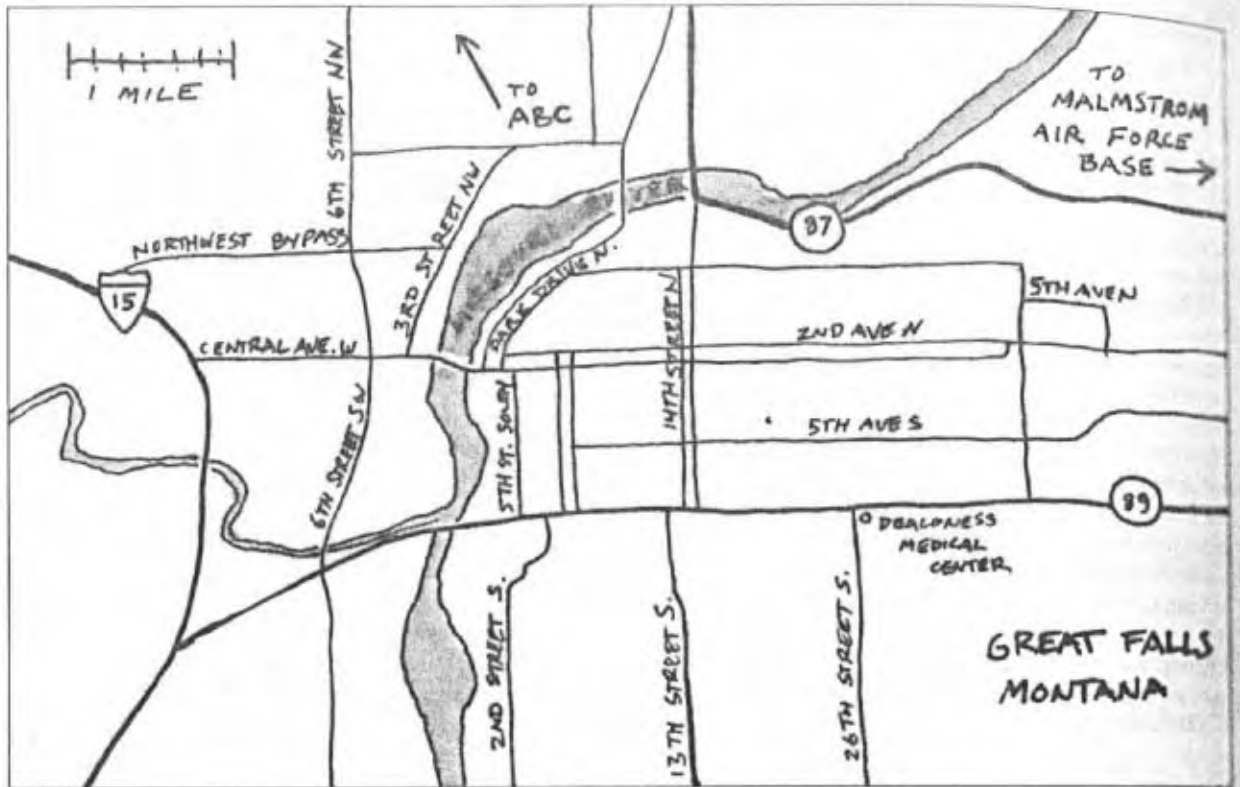 1 MILE
6TH STREET NW
TO
ABC
TO
MALMSTROM
AIR FORCE
BASE
NORTHWEST BYPASS
3RD STREET NW
MISSOURI RIVER
PARK DRIVE N.
87
15
5TH AVE N
CENTRAL AVE. W
2ND AVE N
14TH STREET N
5TH AVE S
6TH STREET SW
5TH ST. SOUTH
89
DEACONESS
MEDICAL
CENTER
2ND STREET S.
13TH STREET S.
26TH STREET S.
GREAT FALLS
MONTANA